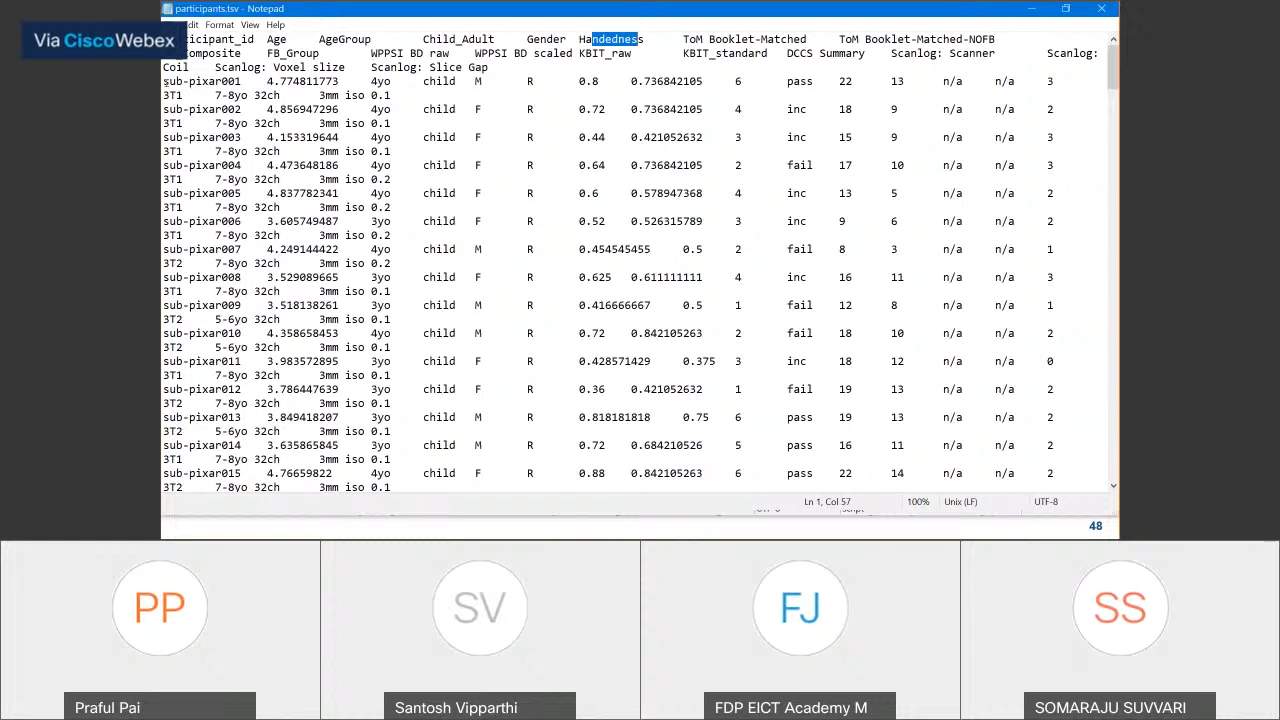 participants.tsv - Notepad
dit Format View Help
Via Cisco Webex
icipant_id Age AgeGroup Child_Adult Gender Handedness ToM Booklet-Matched ToM Booklet-Matched-NOFB
omposite FB_Group WPPSI BD raw WPPSI BD scaled KBIT_raw KBIT_standard DCCS Summary Scanlog: Scanner Scanlog:
Coil Scanlog: Voxel slize Scanlog: Slice Gap
sub-pixar001 4.774811773 4yo child M R 0.8 0.736842105 6 pass 22 13 n/a n/a 3
3T1 7-8yo 32ch 3mm iso 0.1
sub-pixar002 4.856947296 4yo child F R 0.72 0.736842105 4 inc 18 9 n/a n/a 2
3T1 7-8yo 32ch 3mm iso 0.1
sub-pixar003 4.153319644 4yo child F R 0.44 0.421052632 3 inc 15 9 n/a n/a 3
3T1 7-8yo 32ch 3mm iso 0.1
sub-pixar004 4.473648186 4yo child F R 0.64 0.736842105 2 fail 17 10 n/a n/a 3
3T1 7-8yo 32ch 3mm iso 0.2
sub-pixar005 4.837782341 4yo child F R 0.6 0.578947368 4 inc 13 5 n/a n/a 2
3T1 7-8yo 32ch 3mm iso 0.2
sub-pixar006 3.605749487 4yo child F R 0.52 0.526315789 3 inc 9 6 n/a n/a 2
3T1 7-8yo 32ch 3mm iso 0.2
sub-pixar007 4.249144422 4yo child M R 0.454545455 0.5 2 fail 8 3 n/a n/a 1
3T2 7-8yo 32ch 3mm iso 0.2
sub-pixar008 3.529089665 3yo child F R 0.625 0.611111111 4 inc 16 11 n/a n/a 3
3T1 7-8yo 32ch 3mm iso 0.1
sub-pixar009 3.518138261 3yo child M R 0.416666667 0.5 1 fail 12 8 n/a n/a 1
3T2 5-6yo 32ch 3mm iso 0.1
sub-pixar010 4.358658453 4yo child M R 0.72 0.842105263 2 fail 18 10 n/a n/a 2
3T2 5-6yo 32ch 3mm iso 0.1
sub-pixar011 3.983572895 3yo child F R 0.428571429 0.375 3 inc 18 12 n/a n/a 0
3T1 7-8yo 32ch 3mm iso 0.1
sub-pixar012 3.786447639 3yo child F R 0.36 0.421052632 1 fail 19 13 n/a n/a 2
3T2 7-8yo 32ch 3mm iso 0.1
sub-pixar013 3.849418207 3yo child M R 0.818181818 0.75 6 pass 19 13 n/a n/a 2
3T2 5-6yo 32ch 3mm iso 0.1
sub-pixar014 3.635865845 3yo child M R 0.72 0.684210526 5 pass 16 11 n/a n/a 2
3T1 7-8yo 32ch 3mm iso 0.1
sub-pixar015 4.76659822 4yo child F R 0.88 0.842105263 6 pass 22 14 n/a n/a 2
3T2 7-8yo 32ch 3mm iso 0.1
Ln 1, Col 57 100% Unix (LF) UTF-8
48
PP SV FJ SS
Praful Pai
Santosh Vipparthi
FDP EICT Academy M
SOMARAJU SUVVARI